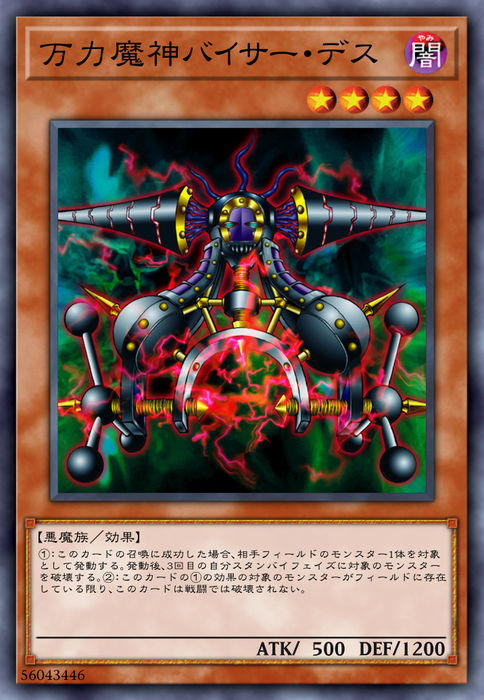 万力魔神バイサー・デス
やみ
闇
【悪魔族／効果】
①：このカードの召喚に成功した場合、相手フィールドのモンスター1体を対象
として発動する。発動後、3回目の自分スタンバイフェイズに対象のモンスター
を破壊する。②：このカードの①の効果の対象のモンスターがフィールドに存在
している限り、このカードは戦闘では破壊されない。
ATK/ 500 DEF/1200
56043446